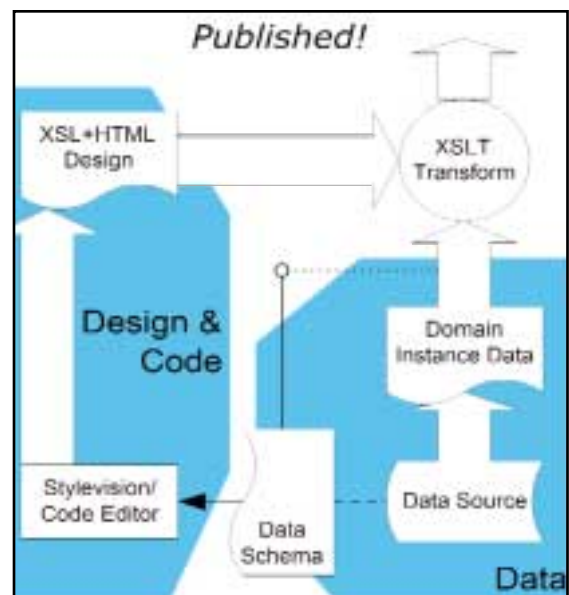 Published!
XSL+HTML
Design
XSLT
Transform
Design &
Code
Domain
Instance Data
Stylevision/
Code Editor
Data
Schema
Data Source
Data